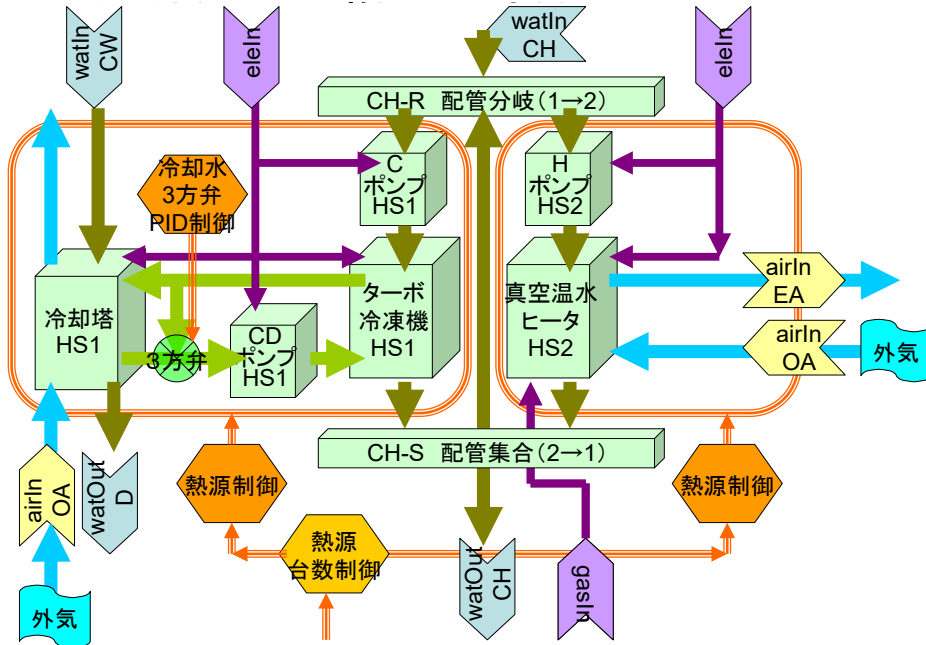 watIn
CW
eleIn
watIn
CH
eleIn
CH-R 配管分岐(1→2)
冷却水
3方弁
PID制御
C
ポンプ
HS1
H
ポンプ
HS2
冷却塔
HS1
3方弁
CD
ポンプ
HS1
ターボ
冷凍機
HS1
真空温水
ヒータ
HS2
airIn
EA
airIn
OA
外気
CH-S 配管集合(2→1)
airIn
OA
watOut
D
熱源制御
熱源制御
熱源
台数制御
watOut
CH
gasIn
外気